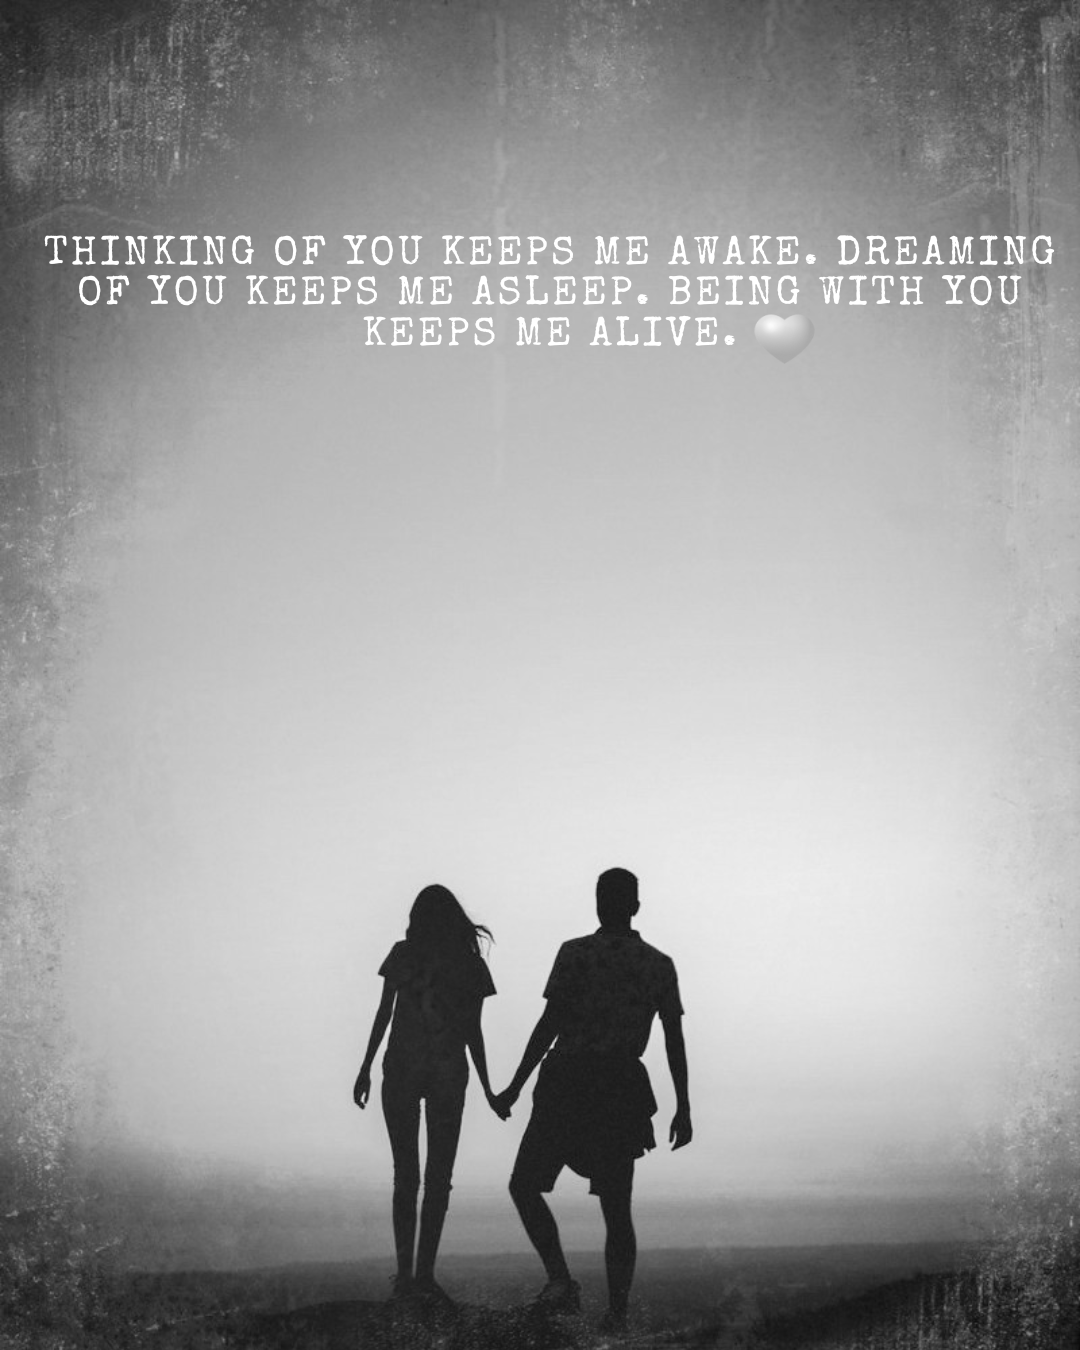 THINKING OF YOU KEEPS ME AWAKE. DREAMING
OF YOU KEEPS ME ASLEEP. BEING WITH YOU
KEEPS ME ALIVE. 🤍